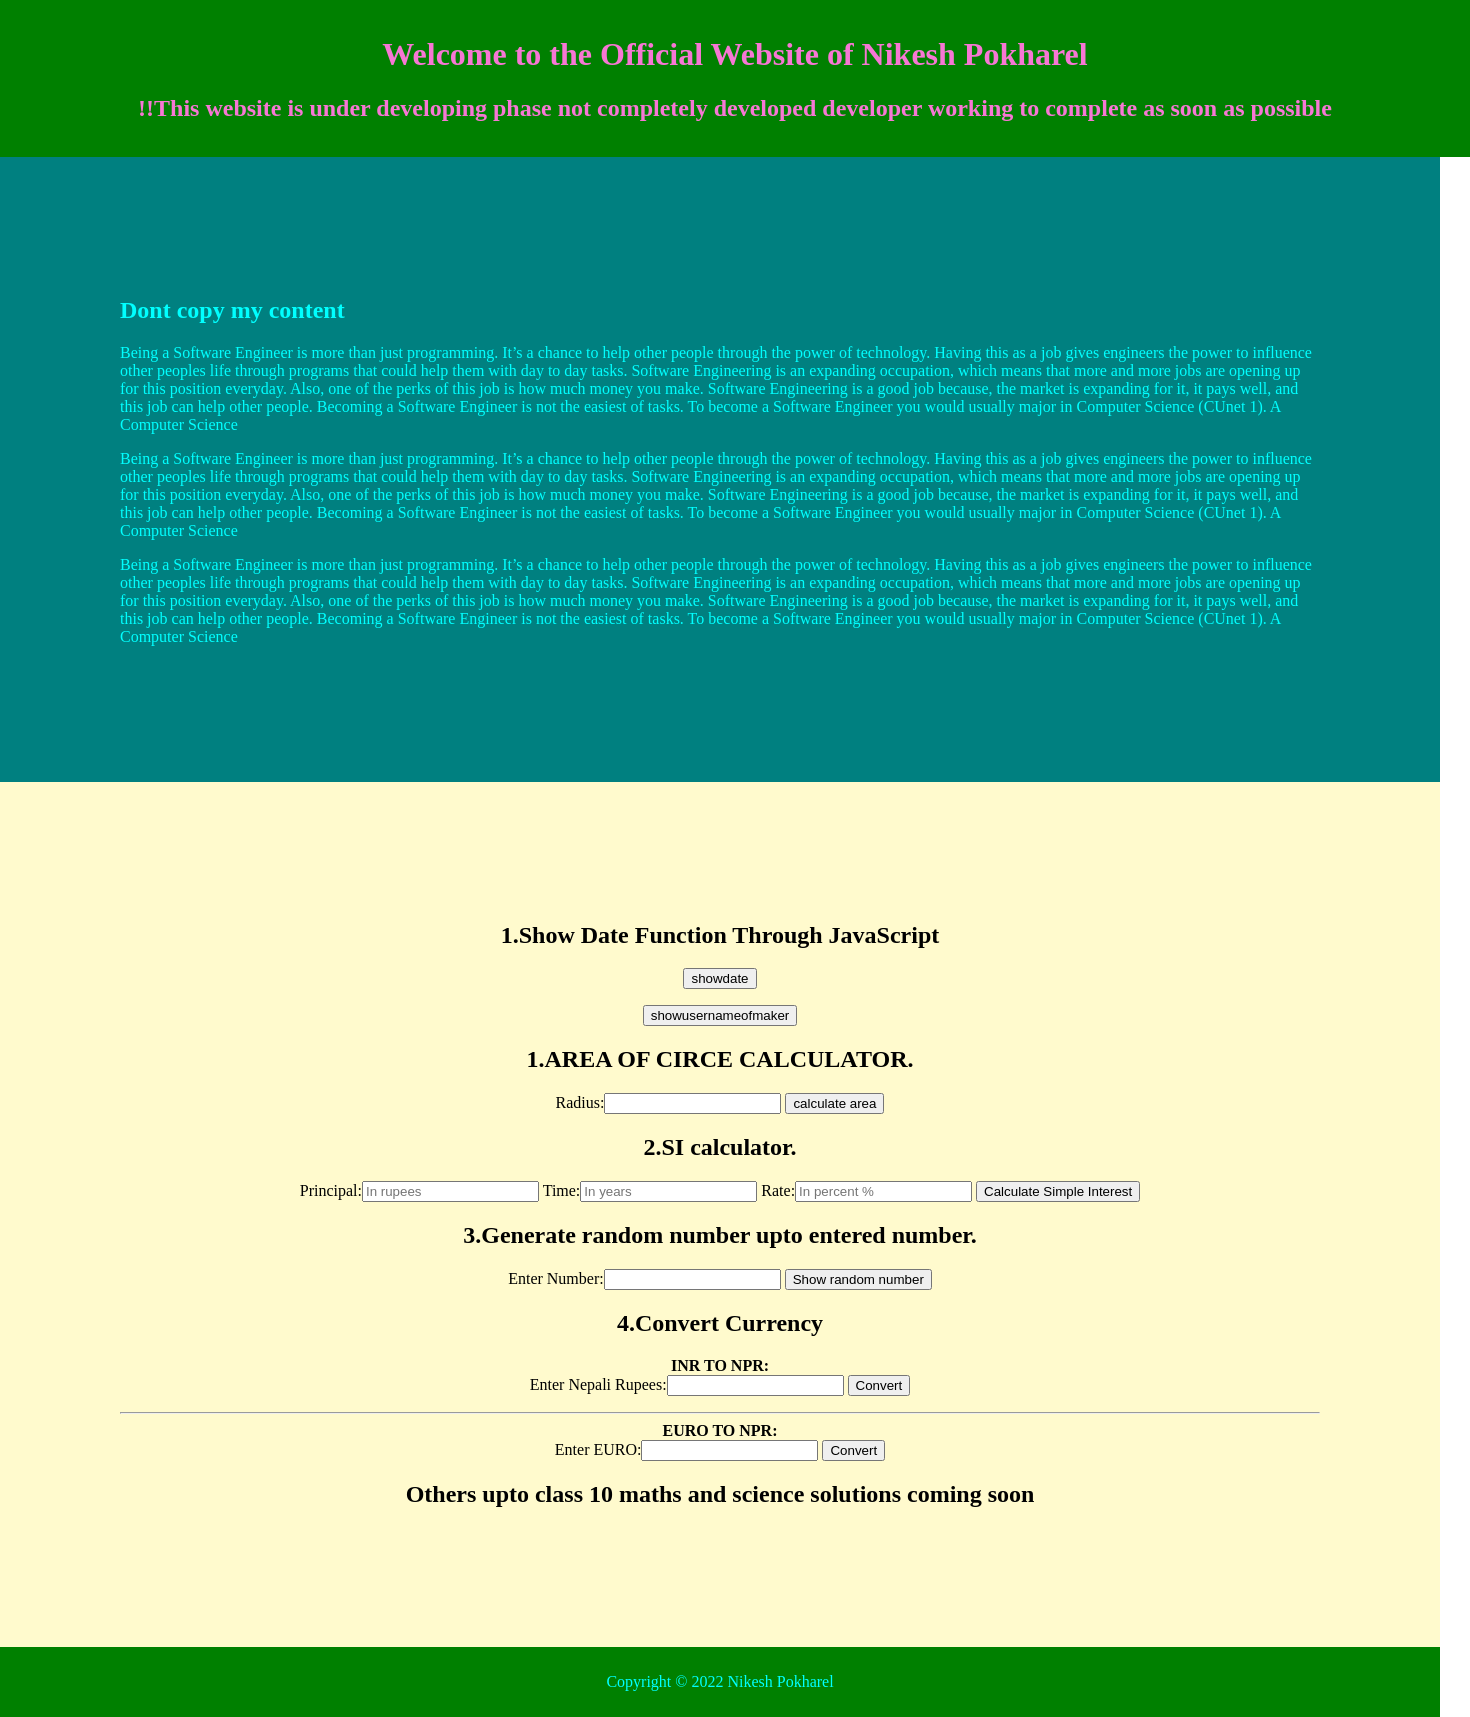 Welcome to the Official Website of Nikesh Pokharel
!!This website is under developing phase not completely developed developer working to complete as soon as possible
Dont copy my content
Being a Software Engineer is more than just programming. It’s a chance to help other people through the power of technology. Having this as a job gives engineers the power to influence
other peoples life through programs that could help them with day to day tasks. Software Engineering is an expanding occupation, which means that more and more jobs are opening up
for this position everyday. Also, one of the perks of this job is how much money you make. Software Engineering is a good job because, the market is expanding for it, it pays well, and
this job can help other people. Becoming a Software Engineer is not the easiest of tasks. To become a Software Engineer you would usually major in Computer Science (CUnet 1). A
Computer Science
Being a Software Engineer is more than just programming. It’s a chance to help other people through the power of technology. Having this as a job gives engineers the power to influence
other peoples life through programs that could help them with day to day tasks. Software Engineering is an expanding occupation, which means that more and more jobs are opening up
for this position everyday. Also, one of the perks of this job is how much money you make. Software Engineering is a good job because, the market is expanding for it, it pays well, and
this job can help other people. Becoming a Software Engineer is not the easiest of tasks. To become a Software Engineer you would usually major in Computer Science (CUnet 1). A
Computer Science
Being a Software Engineer is more than just programming. It’s a chance to help other people through the power of technology. Having this as a job gives engineers the power to influence
other peoples life through programs that could help them with day to day tasks. Software Engineering is an expanding occupation, which means that more and more jobs are opening up
for this position everyday. Also, one of the perks of this job is how much money you make. Software Engineering is a good job because, the market is expanding for it, it pays well, and
this job can help other people. Becoming a Software Engineer is not the easiest of tasks. To become a Software Engineer you would usually major in Computer Science (CUnet 1). A
Computer Science
1.Show Date Function Through JavaScript
showdate
showusernameofmaker
1.AREA OF CIRCE CALCULATOR.
Radius: calculate area
2.SI calculator.
Principal: In rupees Time: In years Rate: In percent % Calculate Simple Interest
3.Generate random number upto entered number.
Enter Number: Show random number
4.Convert Currency
INR TO NPR:
Enter Nepali Rupees: Convert
EURO TO NPR:
Enter EURO: Convert
Others upto class 10 maths and science solutions coming soon
Copyright © 2022 Nikesh Pokharel